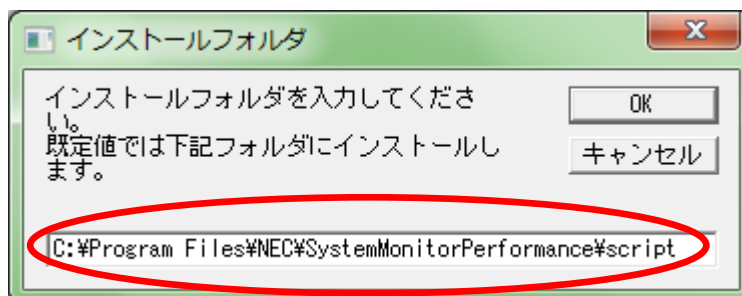 インストールフォルダ
インストールフォルダを入力してくださ
い。
既定値では下記フォルダにインストールし
ます。
OK
キャンセル
C:¥Program Files¥NEC¥SystemMonitorPerformance¥script